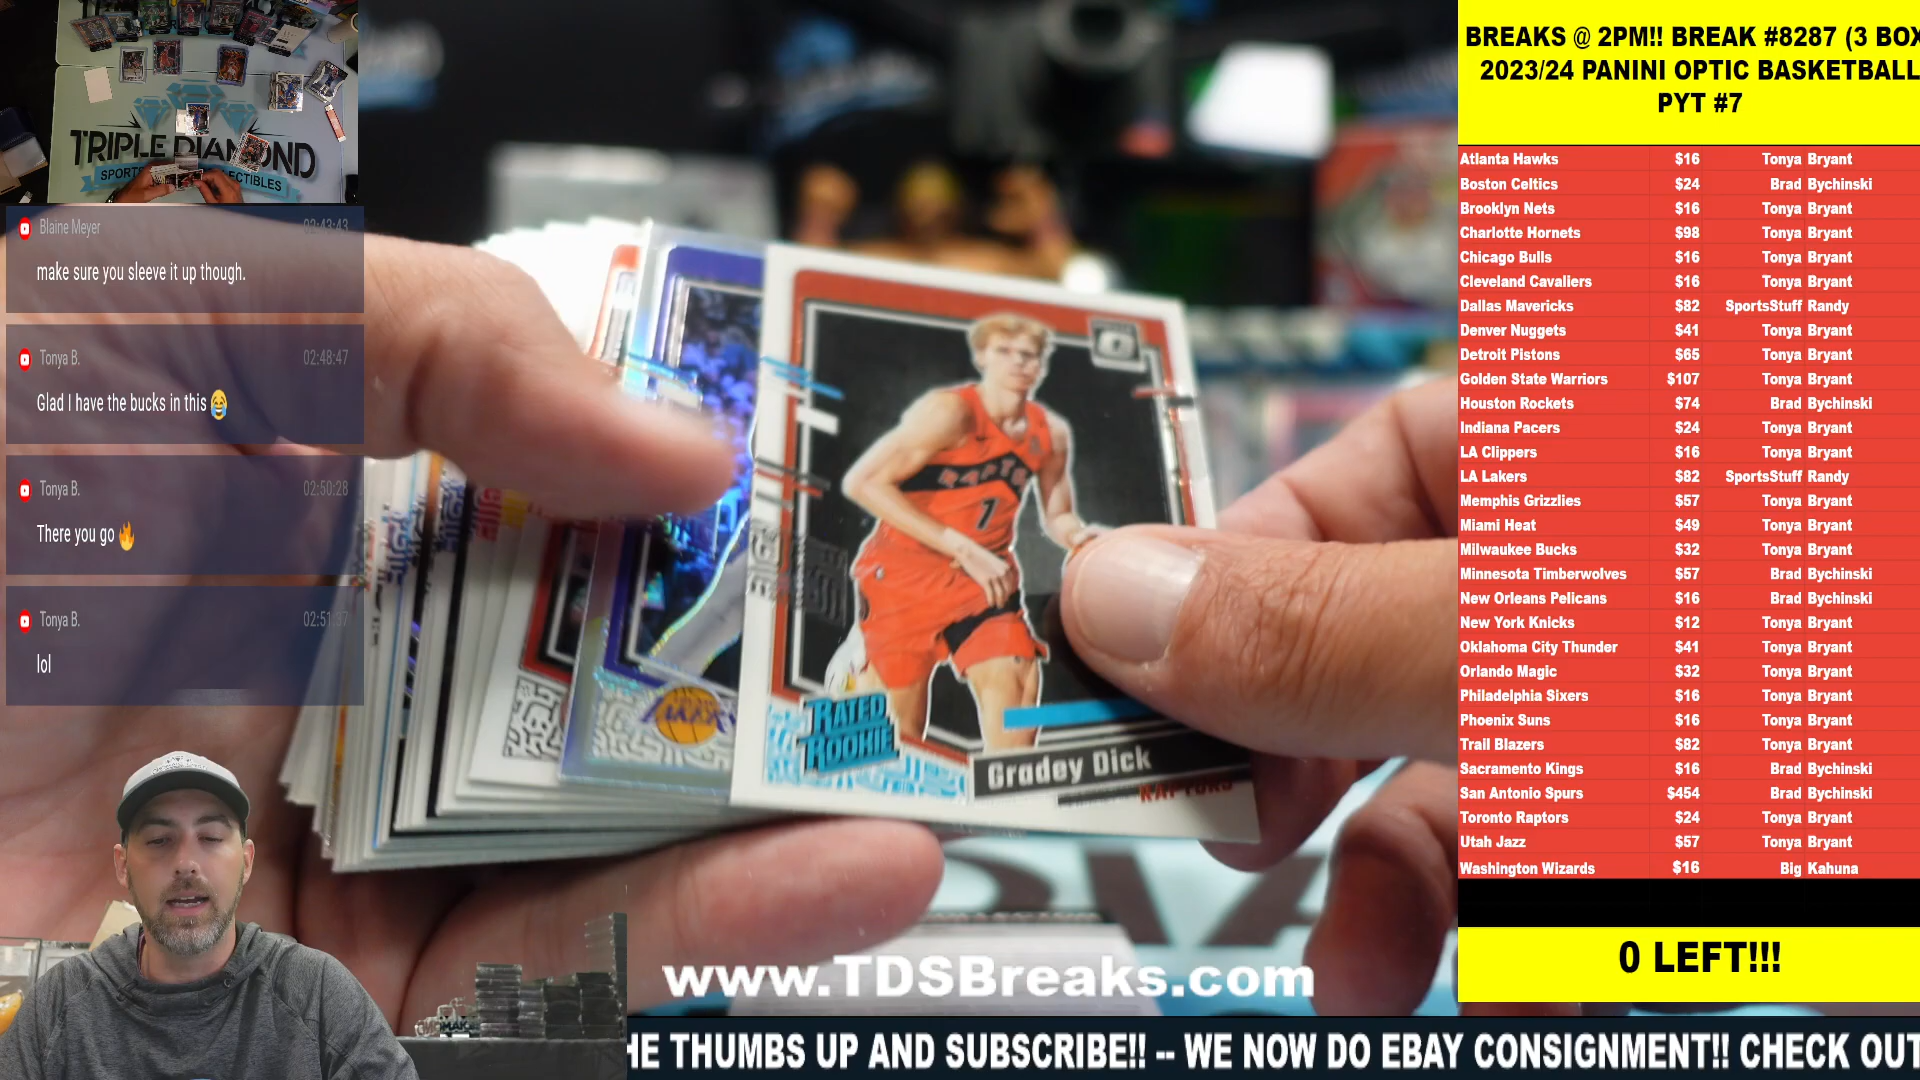 BREAKS @ 2PM!! BREAK #8287 (3 BOX
2023/24 PANINI OPTIC BASKETBALL
PYT #7
Atlanta Hawks $16 Tonya Bryant
Boston Celtics $24 Brad Bychinski
Brooklyn Nets $16 Tonya Bryant
Charlotte Hornets $98 Tonya Bryant
Chicago Bulls $16 Tonya Bryant
Cleveland Cavaliers $16 Tonya Bryant
Dallas Mavericks $82 SportsStuff Randy
Denver Nuggets $41 Tonya Bryant
Detroit Pistons $65 Tonya Bryant
Golden State Warriors $107 Tonya Bryant
Houston Rockets $74 Brad Bychinski
Indiana Pacers $24 Tonya Bryant
LA Clippers $16 Tonya Bryant
LA Lakers $82 SportsStuff Randy
Memphis Grizzlies $57 Tonya Bryant
Miami Heat $49 Tonya Bryant
Milwaukee Bucks $32 Tonya Bryant
Minnesota Timberwolves $57 Brad Bychinski
New Orleans Pelicans $16 Brad Bychinski
New York Knicks $12 Tonya Bryant
Oklahoma City Thunder $41 Tonya Bryant
Orlando Magic $32 Tonya Bryant
Philadelphia Sixers $16 Tonya Bryant
Phoenix Suns $16 Tonya Bryant
Trail Blazers $82 Tonya Bryant
Sacramento Kings $16 Brad Bychinski
San Antonio Spurs $454 Brad Bychinski
Toronto Raptors $24 Tonya Bryant
Utah Jazz $57 Tonya Bryant
Washington Wizards $16 Big Kahuna
0 LEFT!!!
TRIPLE DIAMOND
Blaine Meyer 02:43:43
make sure you sleeve it up though.
Tonya B. 02:48:47
Glad I have the bucks in this 😂
Tonya B. 02:50:28
There you go 🔥
Tonya B. 02:51:37
lol
7
RATED
ROOKIE
Gradey Dick
RAPTORS
www.TDSBreaks.com
HE THUMBS UP AND SUBSCRIBE!! -- WE NOW DO EBAY CONSIGNMENT!! CHECK OUT